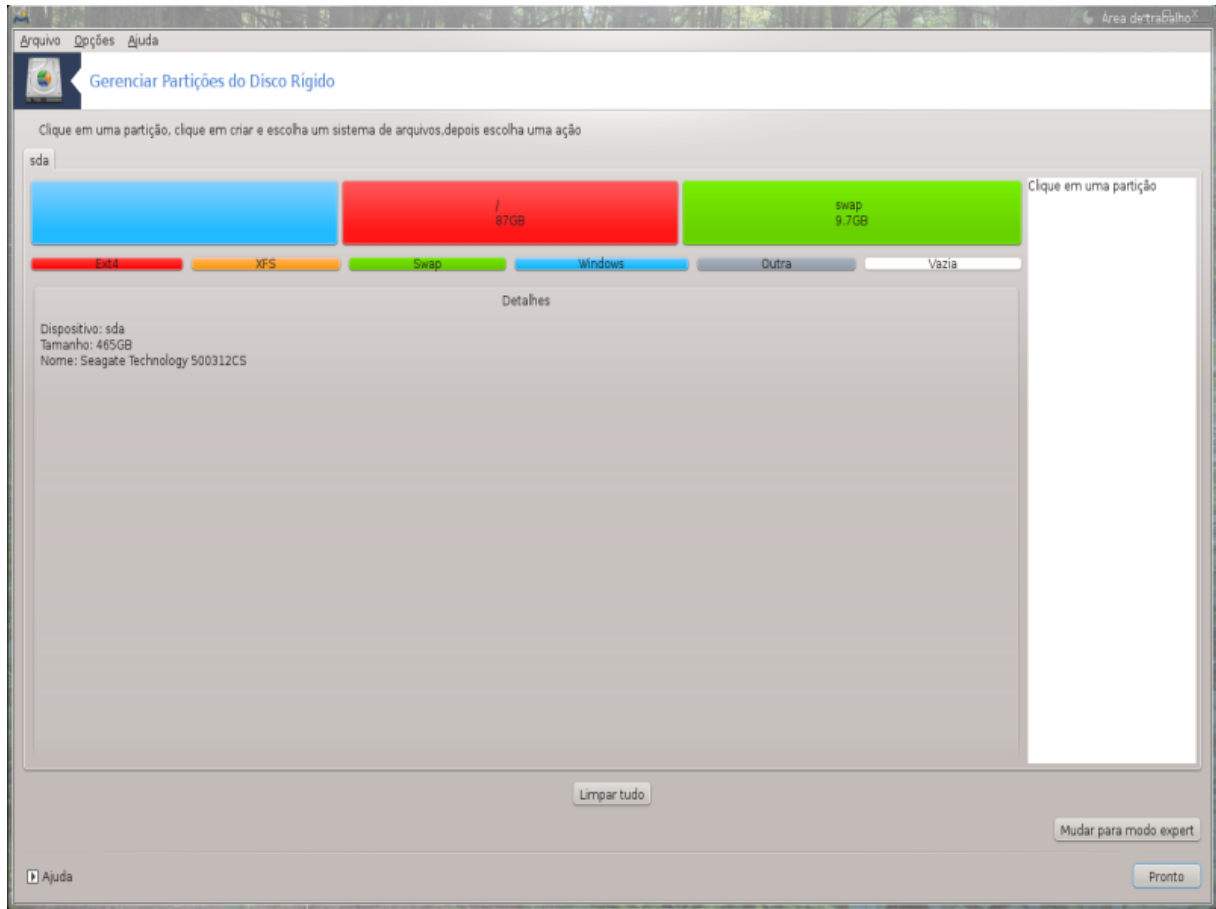 Área de trabalho
Arquivo Opções Ajuda
Gerenciar Partições do Disco Rígido
Clique em uma partição, clique em criar e escolha um sistema de arquivos,depois escolha uma ação
sda
/
87GB
swap
9.7GB
Clique em uma partição
Ext4 XFS Swap Windows Outra Vazia
Detalhes
Dispositivo: sda
Tamanho: 465GB
Nome: Seagate Technology 500312CS
Limpar tudo
Mudar para modo expert
Ajuda
Pronto